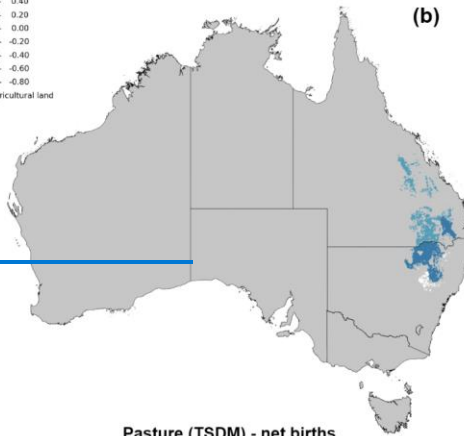 0.40
- 0.20
- 0.00
- -0.20
- -0.40
- -0.60
- -0.80
ricultural land
(b)
Pasture (TSDM) - net births